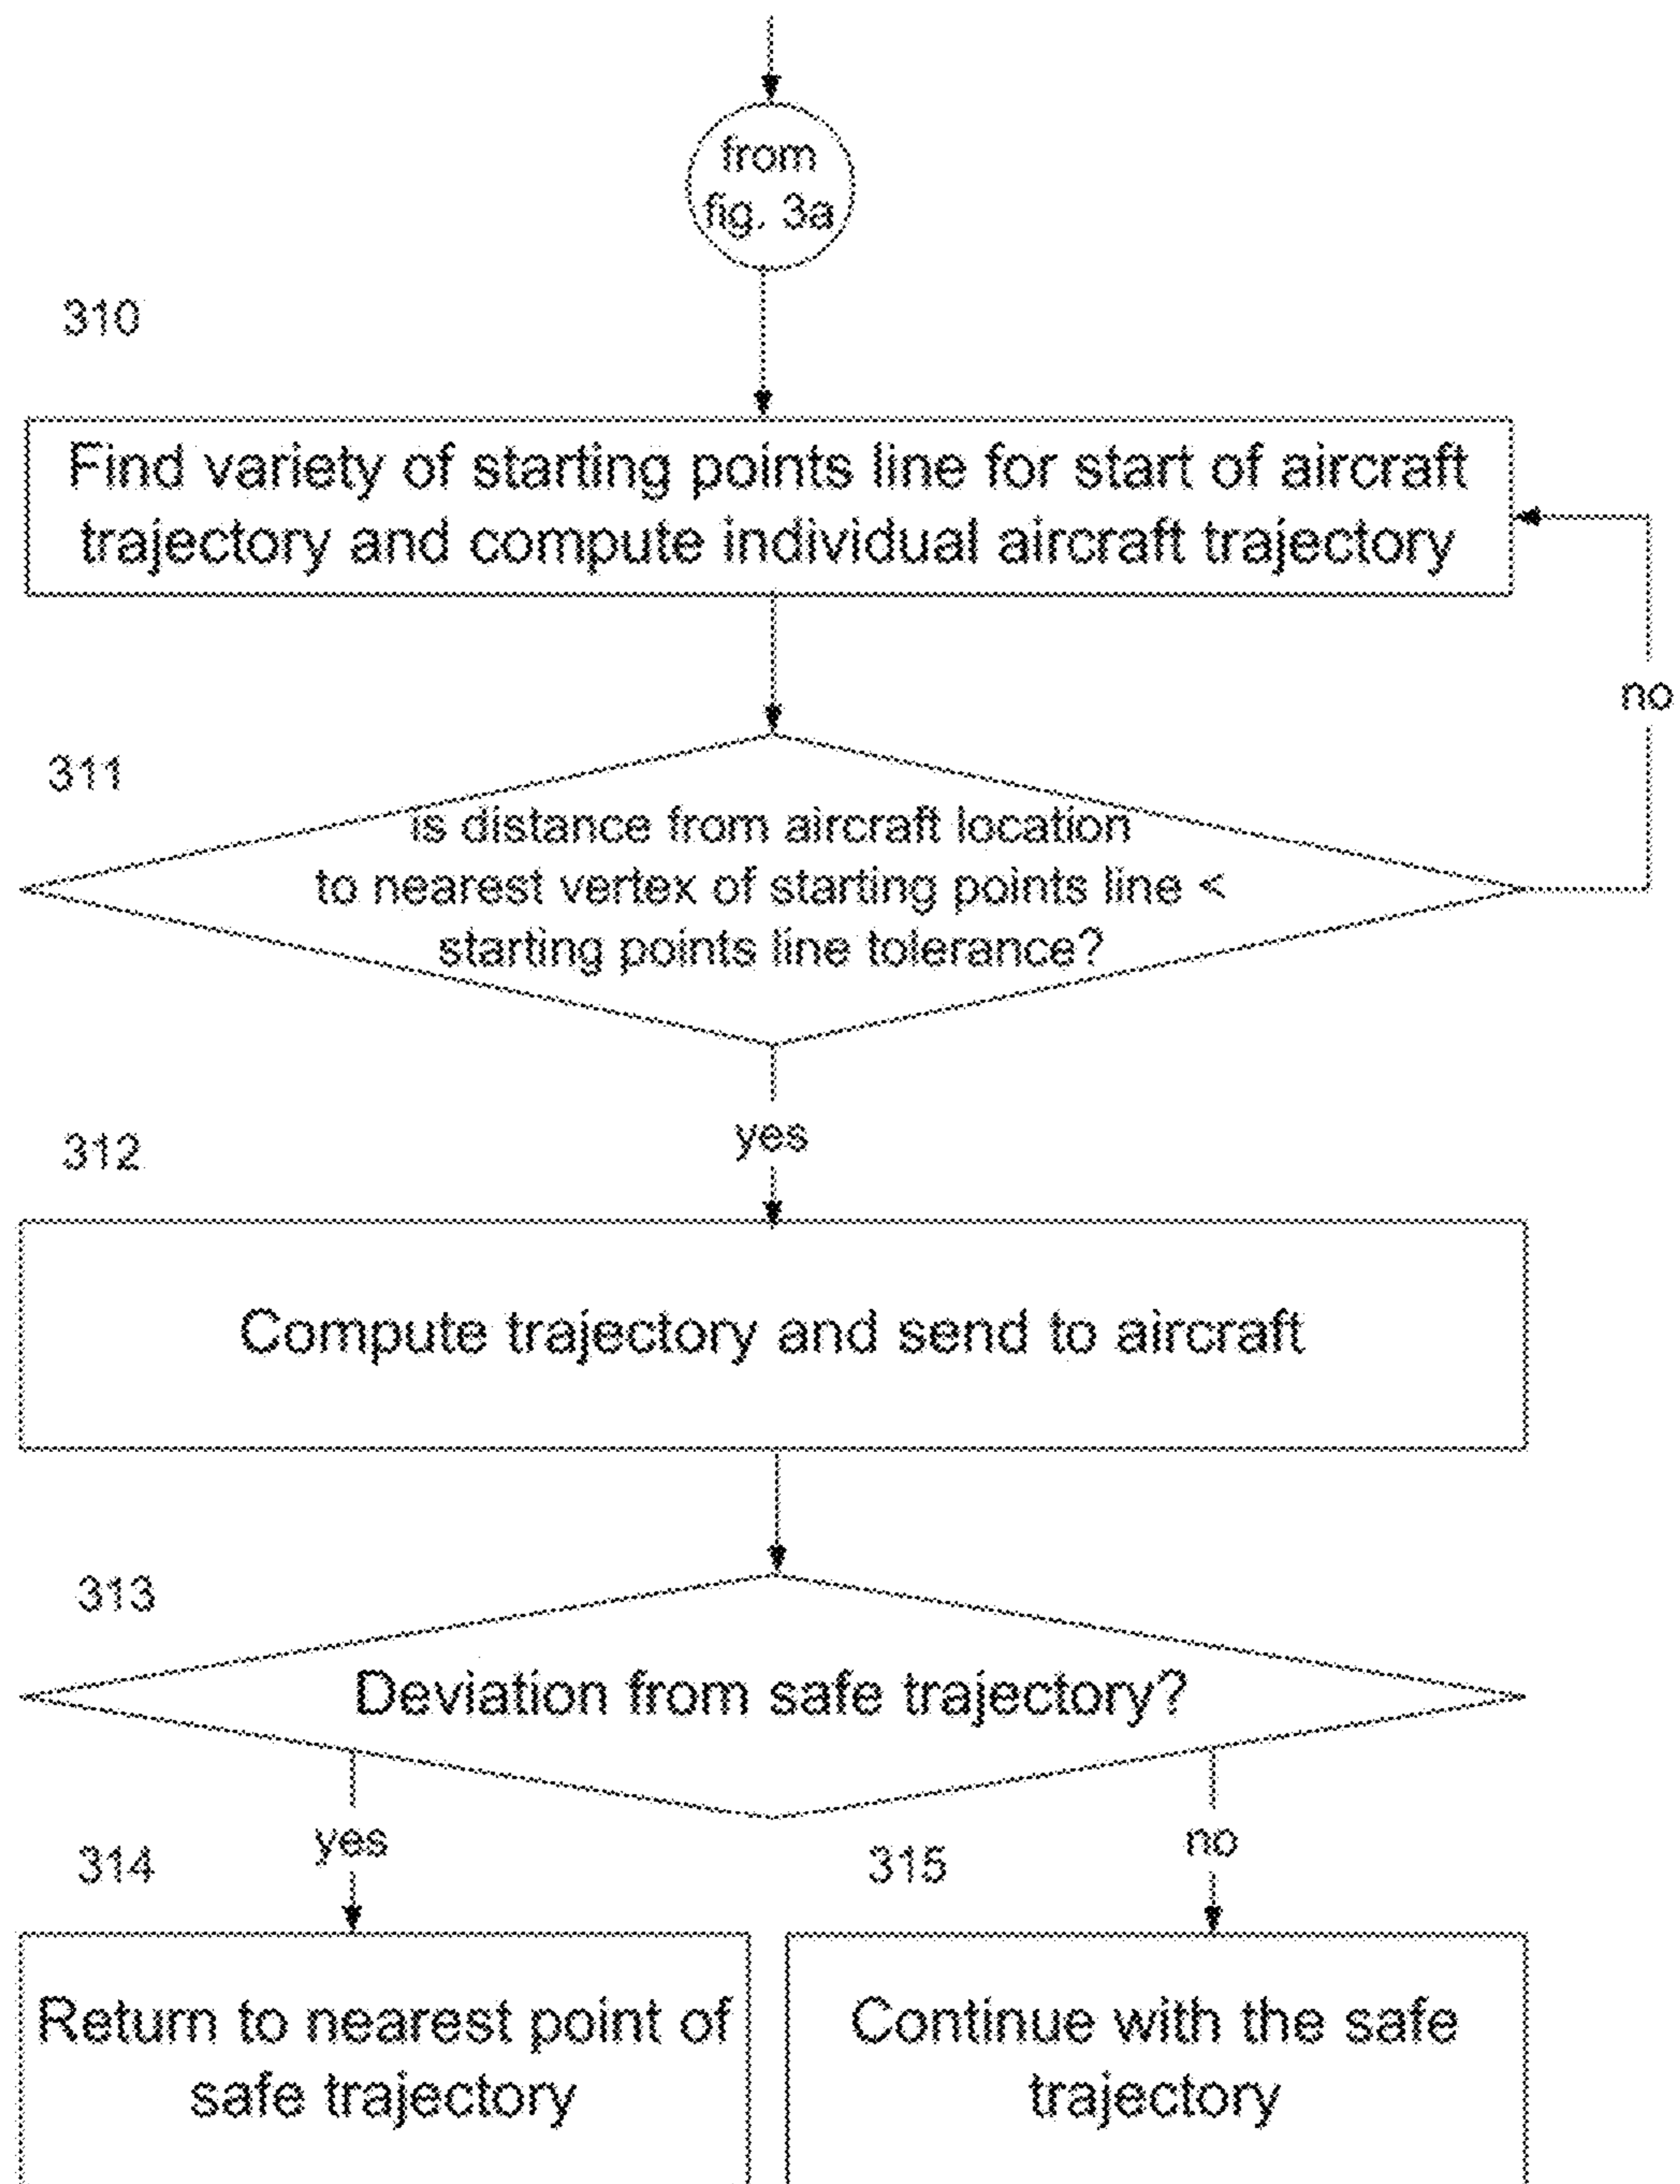 from
fig. 3a
310
Find variety of starting points line for start of aircraft
trajectory and compute individual aircraft trajectory
no
311
is distance from aircraft location
to nearest vertex of starting points line <
starting points line tolerance?
yes
312
Compute trajectory and send to aircraft
313
Deviation from safe trajectory?
314
yes
315
no
Return to nearest point of
safe trajectory
Continue with the safe
trajectory